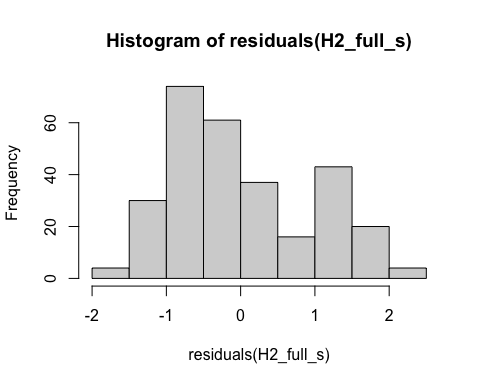 Histogram of residuals(H2_full_s)
Frequency
60
40
20
0
-2 -1 0 1 2
residuals(H2_full_s)